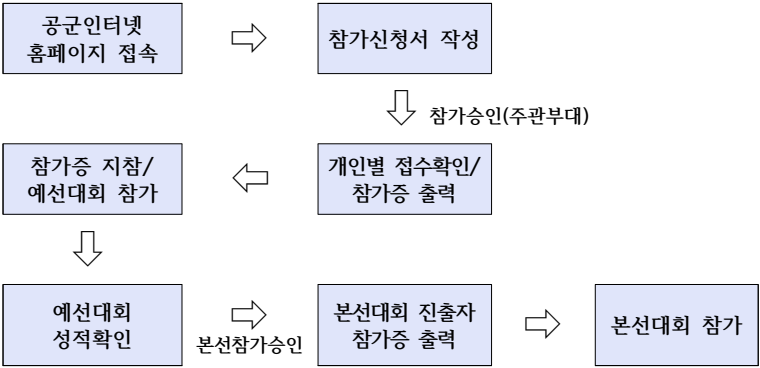 공군인터넷
홈페이지 접속
참가신청서 작성
참가승인(주관부대)
개인별 접수확인/
참가증 출력
참가증 지참/
예선대회 참가
예선대회
성적확인
본선참가승인
본선대회 진출자
참가증 출력
본선대회 참가